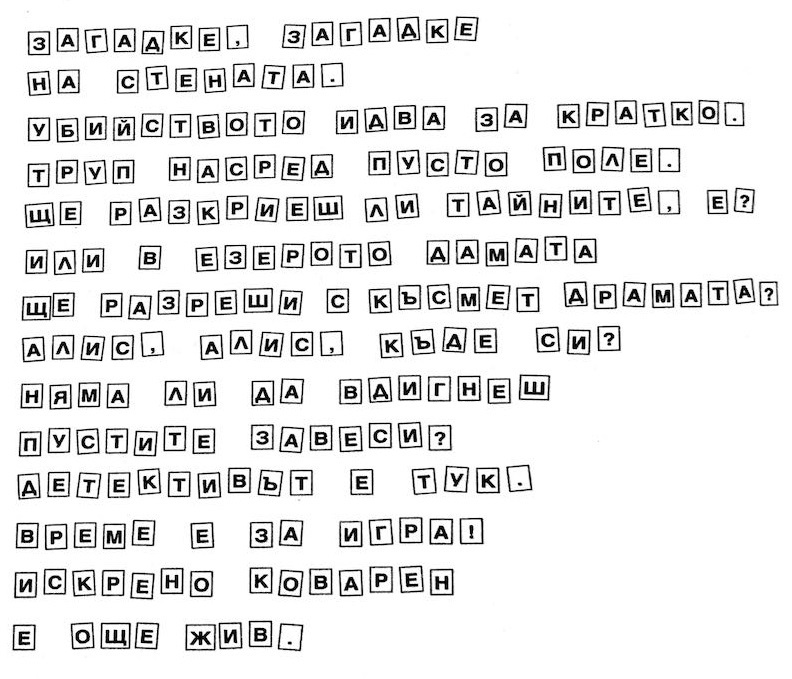 ЗАГАДКЕ, ЗАГАДКЕ
НА СТЕНАТА.
УБИЙСТВОТО ИДВА ЗА КРАТКО.
ТРУП НАСРЕД ПУСТО ПОЛЕ.
ЩЕ РАЗКРИЕШ ЛИ ТАЙНИТЕ, Е?
ИЛИ В ЕЗЕРОТО ДАМАТА
ЩЕ РАЗРЕШИ С КЪСМЕТ ДРАМАТА?
АЛИС, АЛИС, КЪДЕ СИ?
НЯМА ЛИ ДА ВДИГНЕШ
ПУСТИТЕ ЗАВЕСИ?
ДЕТЕКТИВЪТ Е ТУК.
ВРЕМЕ Е ЗА ИГРА!
ИСКРЕНО КОВАРЕН
Е ОЩЕ ЖИВ.